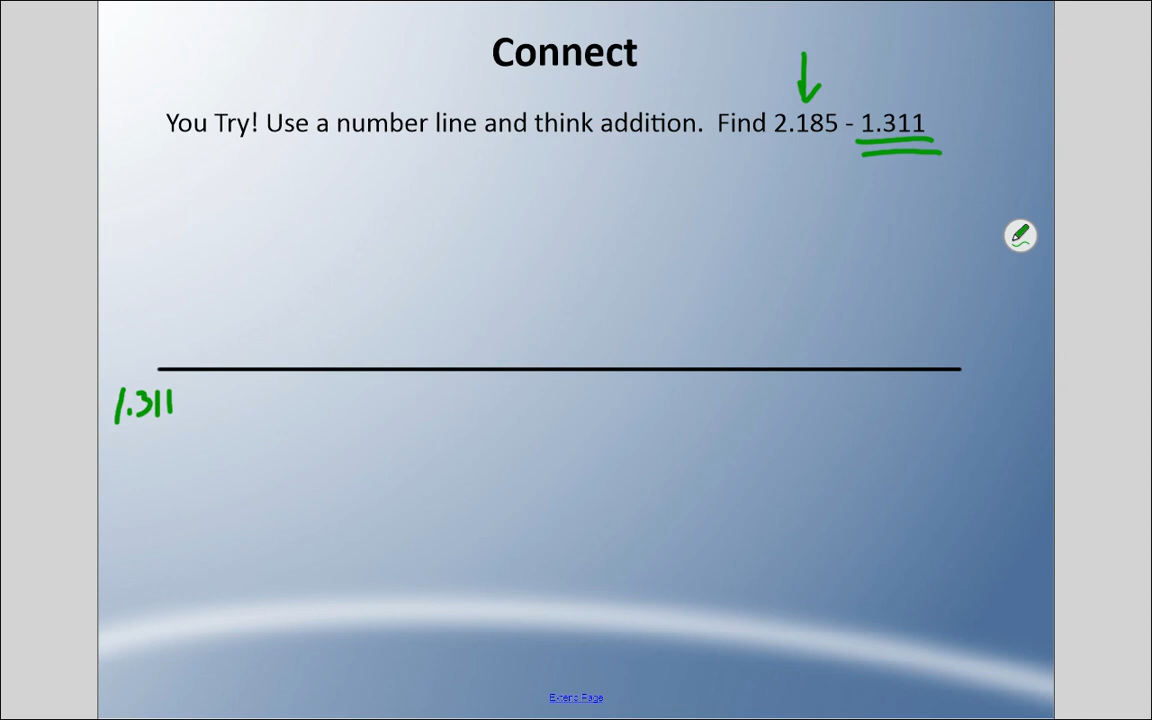 Connect
You Try! Use a number line and think addition. Find 2.185 - 1.311
1.311
Extend Page